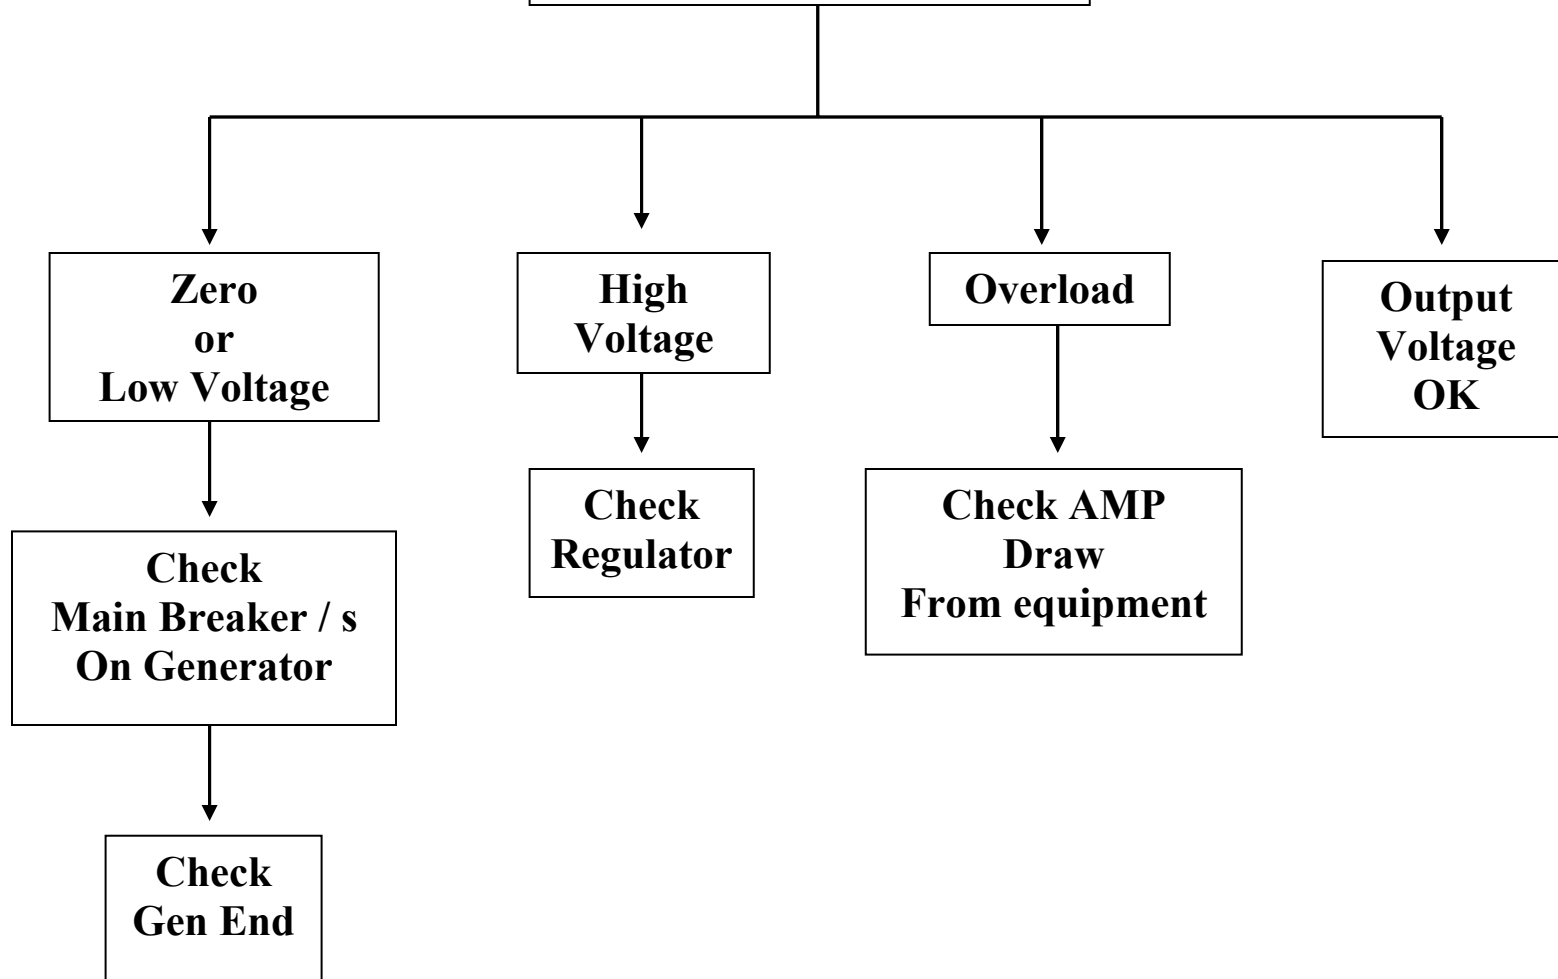 Zero
or
Low Voltage
High
Voltage
Overload
Output
Voltage
OK
Check
Main Breaker / s
On Generator
Check
Regulator
Check AMP
Draw
From equipment
Check
Gen End